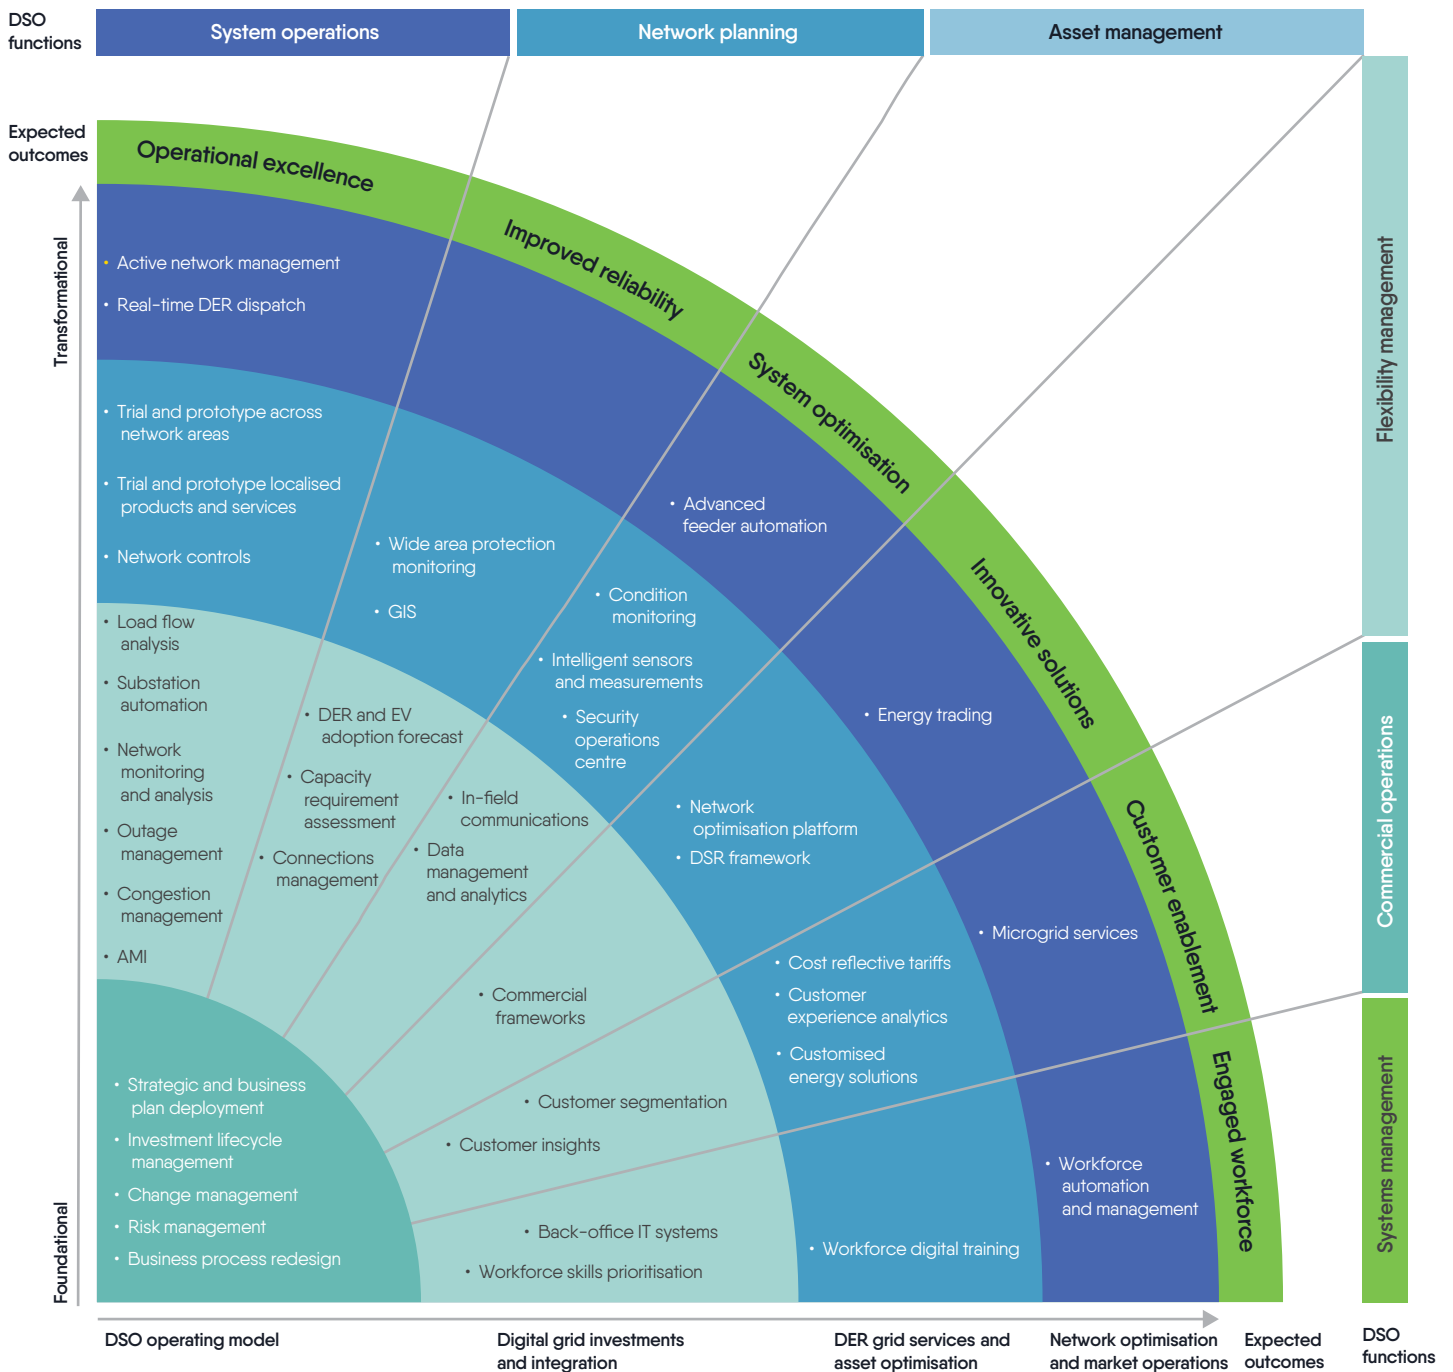 DSO
functions
System operations
Network planning
Asset management
Expected
outcomes
Operational excellence
Improved reliability
System optimisation
Innovative solutions
Customer enablement
Engaged workforce
Flexibility management
Commercial operations
Systems management
Transformational
Foundational
• Active network management
• Real-time DER dispatch
• Trial and prototype across
network areas
• Trial and prototype localised
products and services
• Network controls
• Load flow
analysis
• Substation
automation
• Network
monitoring
and analysis
• Outage
management
• Congestion
management
• AMI
• Wide area protection
monitoring
• GIS
• DER and EV
adoption forecast
• Capacity
requirement
assessment
• Connections
management
• Advanced
feeder automation
• Condition
monitoring
• Intelligent sensors
and measurements
• Security
operations
centre
• In-field
communications
• Data
management
and analytics
• Energy trading
• Network
optimisation platform
• DSR framework
• Commercial
frameworks
• Microgrid services
• Cost reflective tariffs
• Customer
experience analytics
• Customised
energy solutions
• Customer segmentation
• Customer insights
• Workforce
automation
and management
• Workforce digital training
• Back-office IT systems
• Workforce skills prioritisation
• Strategic and business
plan deployment
• Investment lifecycle
management
• Change management
• Risk management
• Business process redesign
DSO operating model
Digital grid investments
and integration
DER grid services and
asset optimisation
Network optimisation
and market operations
Expected
outcomes
DSO
functions